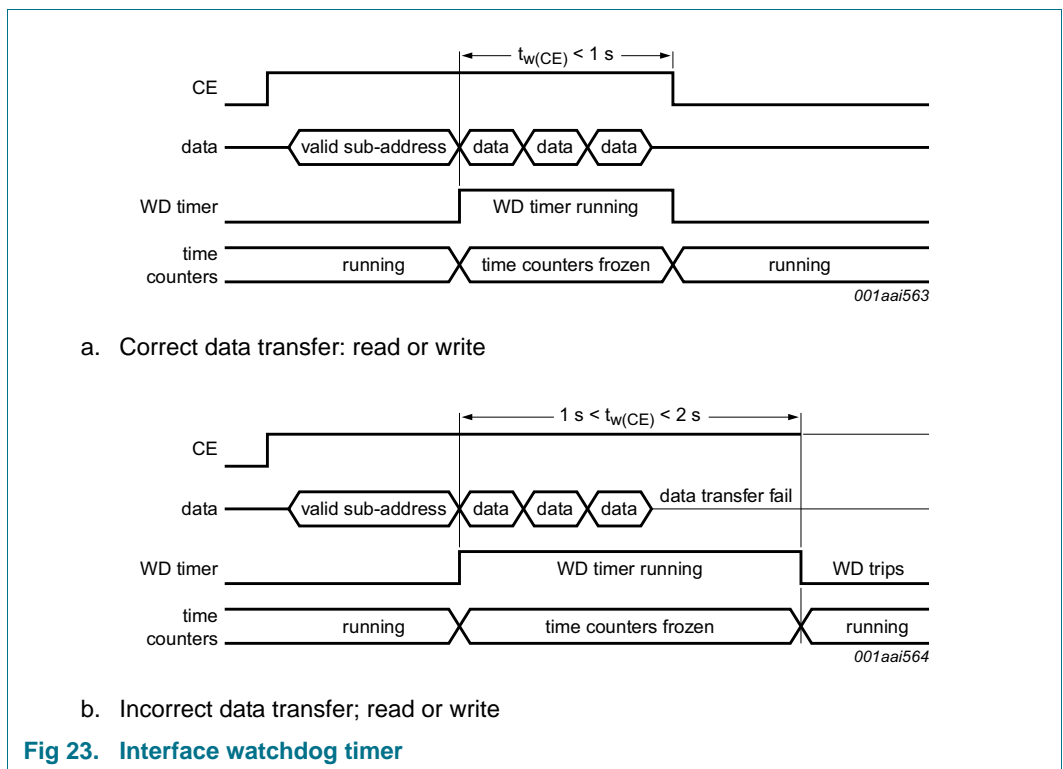 tw(CE) < 1 s
CE
data
valid sub-address
data
data
data
WD timer
WD timer running
time
counters
running
time counters frozen
running
001aai563
a. Correct data transfer: read or write
1 s < tw(CE) < 2 s
CE
data
valid sub-address
data
data
data
data transfer fail
WD timer
WD timer running
WD trips
time
counters
running
time counters frozen
running
001aai564
b. Incorrect data transfer; read or write
Fig 23. Interface watchdog timer